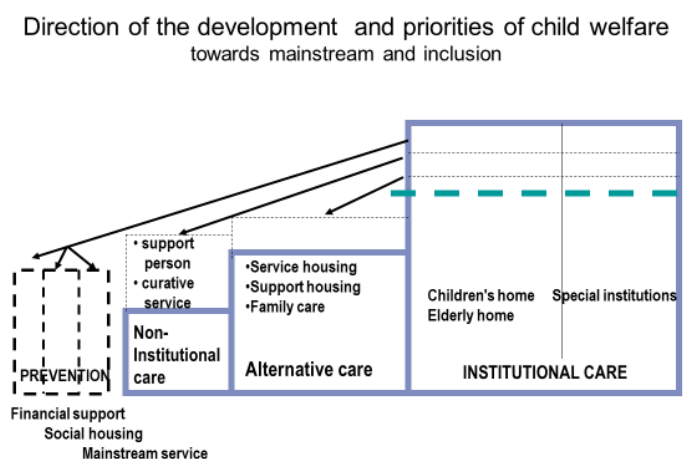 Direction of the development and priorities of child welfare
towards mainstream and inclusion
• support
person
• curative
service
•Service housing
•Support housing
•Family care
Children's home
Elderly home
Special institutions
Non-
Institutional
care
Alternative care
INSTITUTIONAL CARE
PREVENTION
Financial support
Social housing
Mainstream service